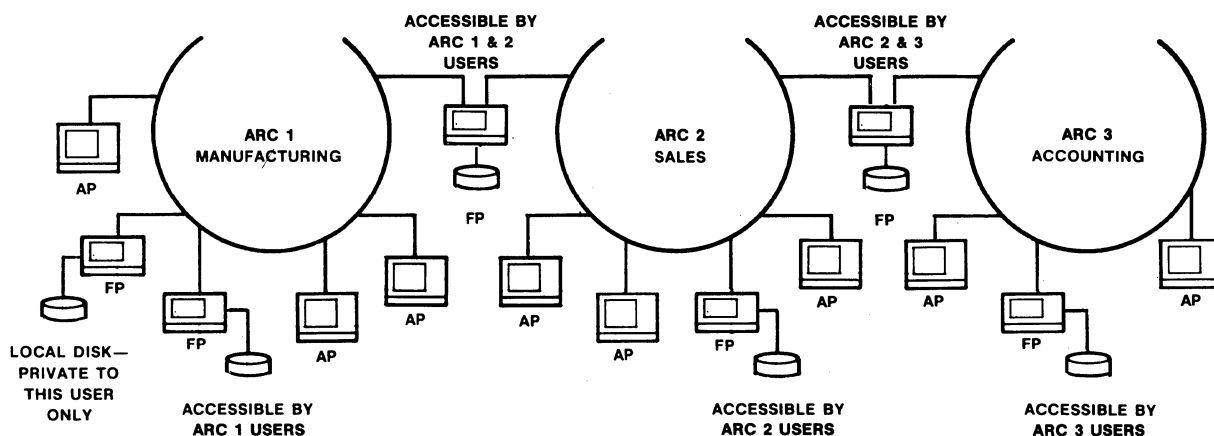 ACCESSIBLE BY
ARC 1 & 2
USERS
ACCESSIBLE BY
ARC 2 & 3
USERS
ARC 1
MANUFACTURING
ARC 2
SALES
ARC 3
ACCOUNTING
AP
FP
FP
FP
AP
AP
FP
AP
AP
FP
AP
AP
FP
AP
LOCAL DISK—
PRIVATE TO
THIS USER
ONLY
ACCESSIBLE BY
ARC 1 USERS
ACCESSIBLE BY
ARC 2 USERS
ACCESSIBLE BY
ARC 3 USERS